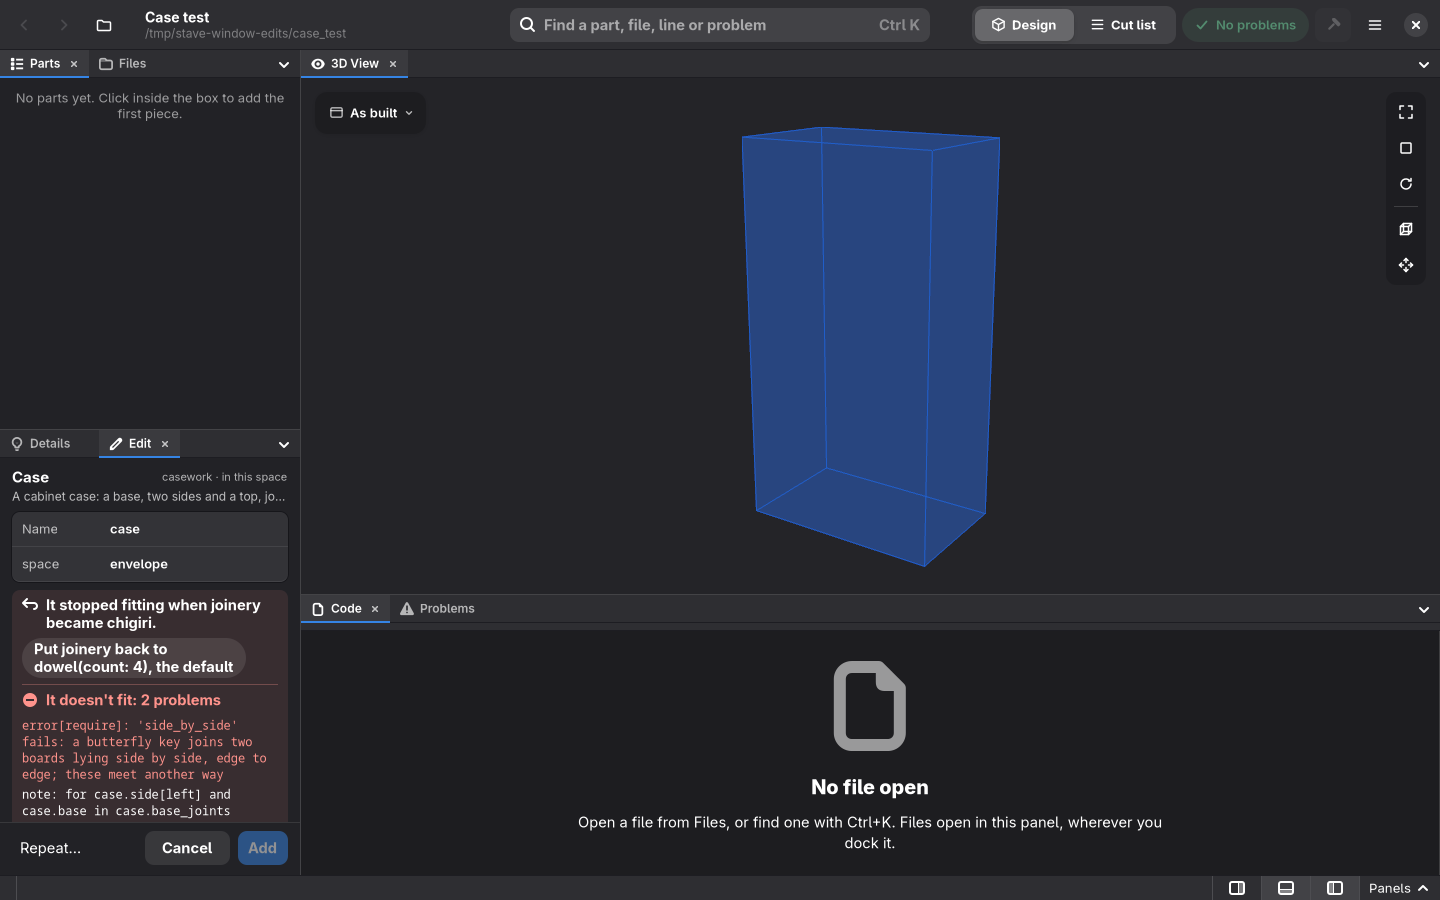 Case test
/tmp/stave-window-edits/case_test
Find a part, file, line or problem
Ctrl K
Design
Cut list
No problems
Parts
Files
3D View
No parts yet. Click inside the box to add the
first piece.
As built
Details
Edit
Case
casework · in this space
A cabinet case: a base, two sides and a top, jo...
Name
case
space
envelope
It stopped fitting when joinery
became chigiri.
Put joinery back to
dowel(count: 4), the default
It doesn't fit: 2 problems
error[require]: 'side_by_side'
fails: a butterfly key joins two
boards lying side by side, edge to
edge; these meet another way
note: for case.side[left] and
case.base in case.base_joints
Repeat...
Cancel
Add
Code
Problems
No file open
Open a file from Files, or find one with Ctrl+K. Files open in this panel, wherever you
dock it.
Panels